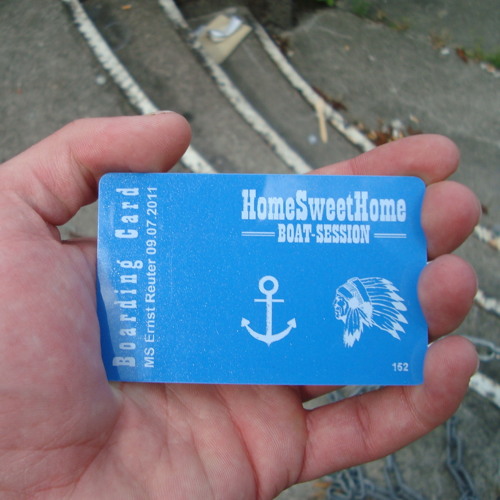 Boarding Card
MS Ernst Reuter 09.07.2011
HomeSweetHome
BOAT-SESSION
152